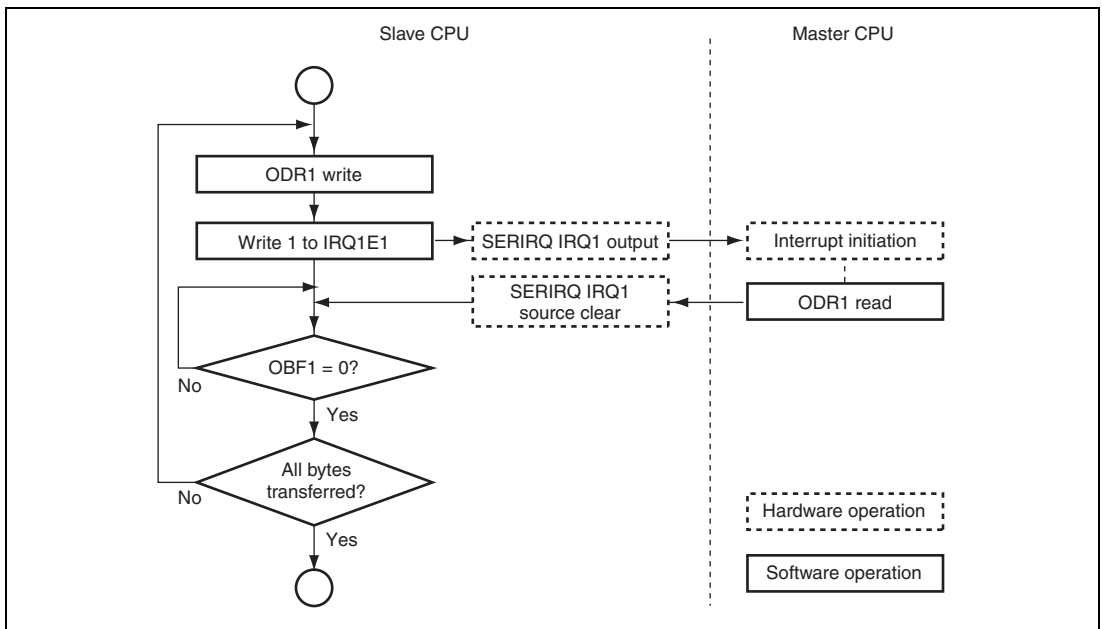 Slave CPU
Master CPU
ODR1 write
Write 1 to IRQ1E1
SERIRQ IRQ1 output
Interrupt initiation
SERIRQ IRQ1
source clear
ODR1 read
OBF1 = 0?
No
Yes
All bytes
transferred?
No
Yes
Hardware operation
Software operation